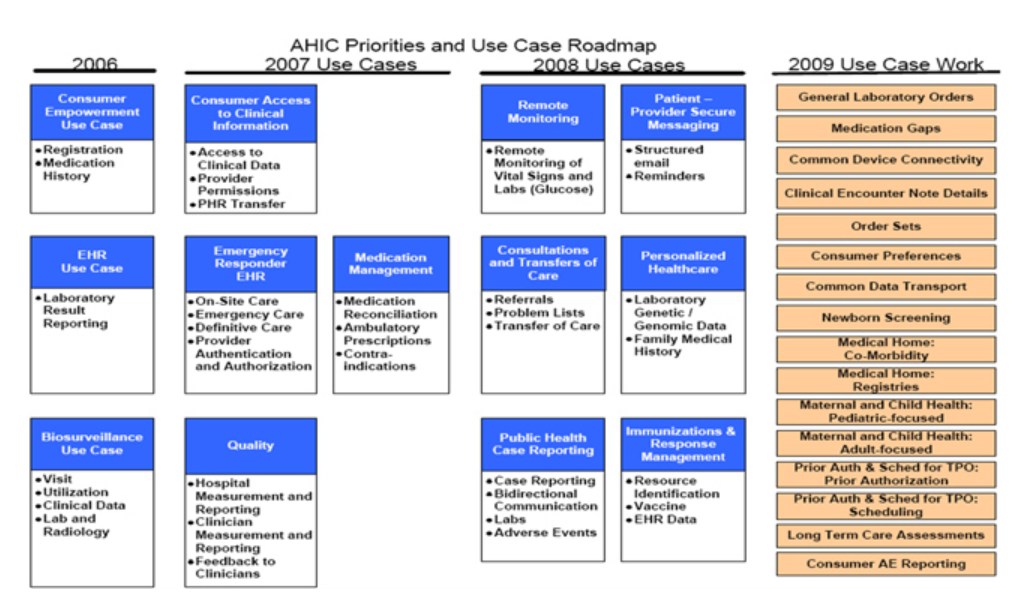 AHIC Priorities and Use Case Roadmap
2006
2007 Use Cases
2008 Use Cases
2009 Use Case Work
Consumer
Empowerment
Use Case
•Registration
•Medication
History
Consumer Access
to Clinical
Information
•Access to
Clinical Data
•Provider
Permissions
•PHR Transfer
Remote
Monitoring
•Remote
Monitoring of
Vital Signs and
Labs (Glucose)
Patient –
Provider Secure
Messaging
•Structured
email
•Reminders
EHR
Use Case
•Laboratory
Result
Reporting
Emergency
Responder
EHR
•On-Site Care
•Emergency Care
•Definitive Care
•Provider
Authentication
and Authorization
Medication
Management
•Medication
Reconciliation
•Ambulatory
Prescriptions
•Contra-
indications
Consultations
and Transfers of
Care
•Referrals
•Problem Lists
•Transfer of Care
Personalized
Healthcare
•Laboratory
Genetic /
Genomic Data
•Family Medical
History
Biosurveillance
Use Case
•Visit
•Utilization
•Clinical Data
•Lab and
Radiology
Quality
•Hospital
Measurement and
Reporting
•Clinician
Measurement and
Reporting
•Feedback to
Clinicians
Public Health
Case Reporting
•Case Reporting
•Bidirectional
Communication
•Labs
•Adverse Events
Immunizations &
Response
Management
•Resource
Identification
•Vaccine
•EHR Data
General Laboratory Orders
Medication Gaps
Common Device Connectivity
Clinical Encounter Note Details
Order Sets
Consumer Preferences
Common Data Transport
Newborn Screening
Medical Home:
Co-Morbidity
Medical Home:
Registries
Maternal and Child Health:
Pediatric-focused
Maternal and Child Health:
Adult-focused
Prior Auth & Sched for TPO:
Prior Authorization
Prior Auth & Sched for TPO:
Scheduling
Long Term Care Assessments
Consumer AE Reporting